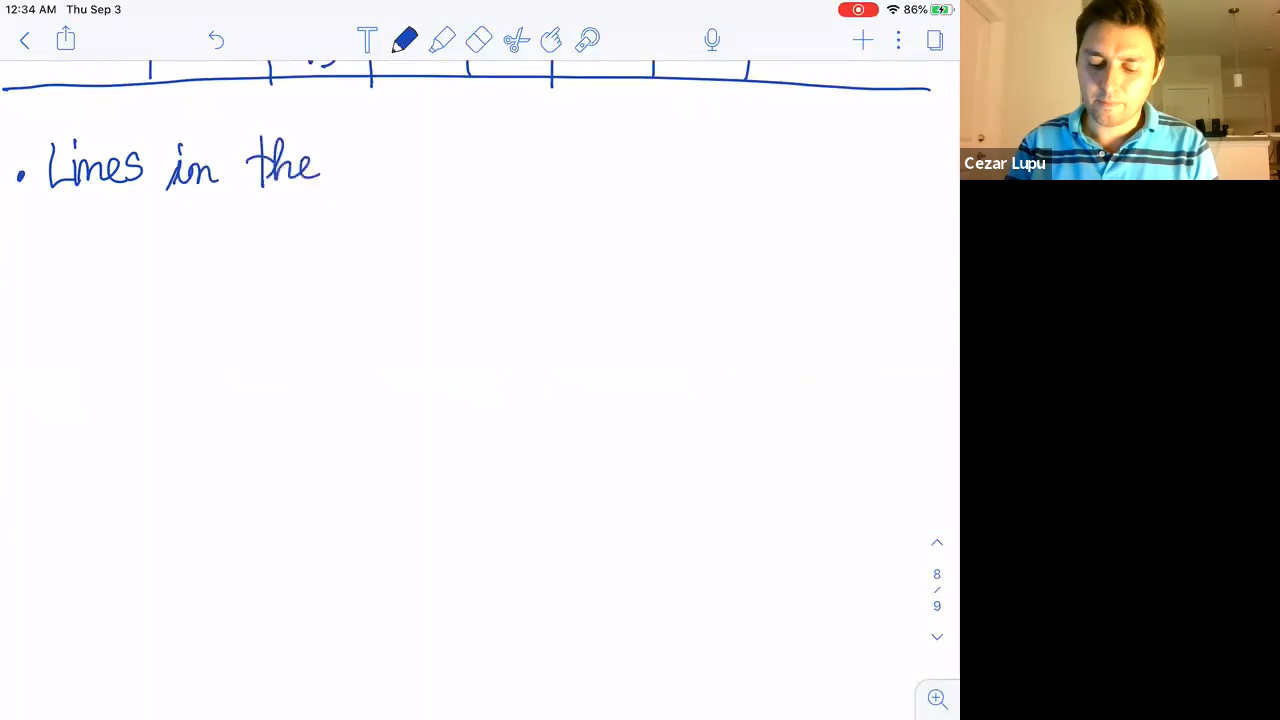 12:34 AM Thu Sep 3
86%
T
• Lines in the
Cezar Lupu
8
/
9